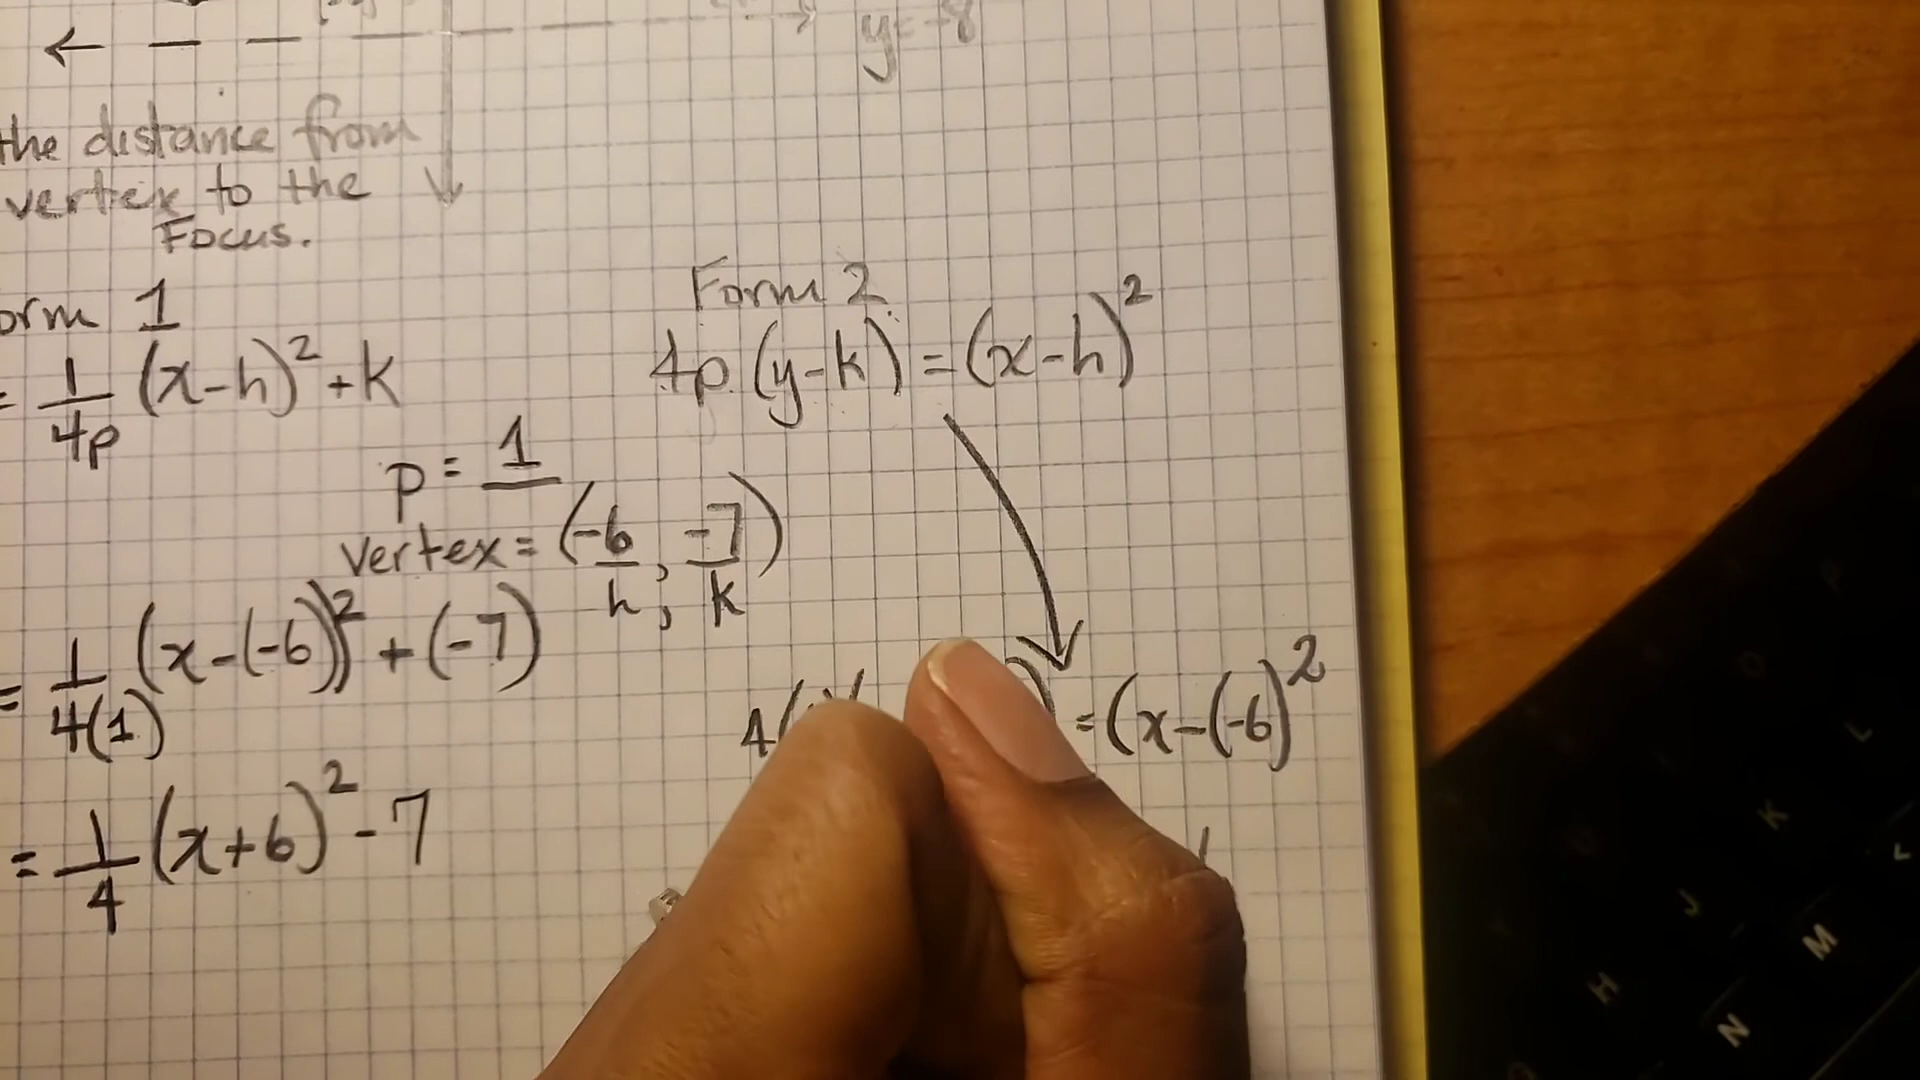 y=-8
the distance from
vertex to the
Focus.
orm 1
= 1/4p (x-h)² + k
Form 2
4p (y-k) = (x-h)²
p = 1
vertex = (-6, -7)
h, k
= 1/4(1) (x-(-6))² + (-7)
4( = (x-(-6)²
= 1/4 (x+6)² - 7
H
J
K
L
N
M